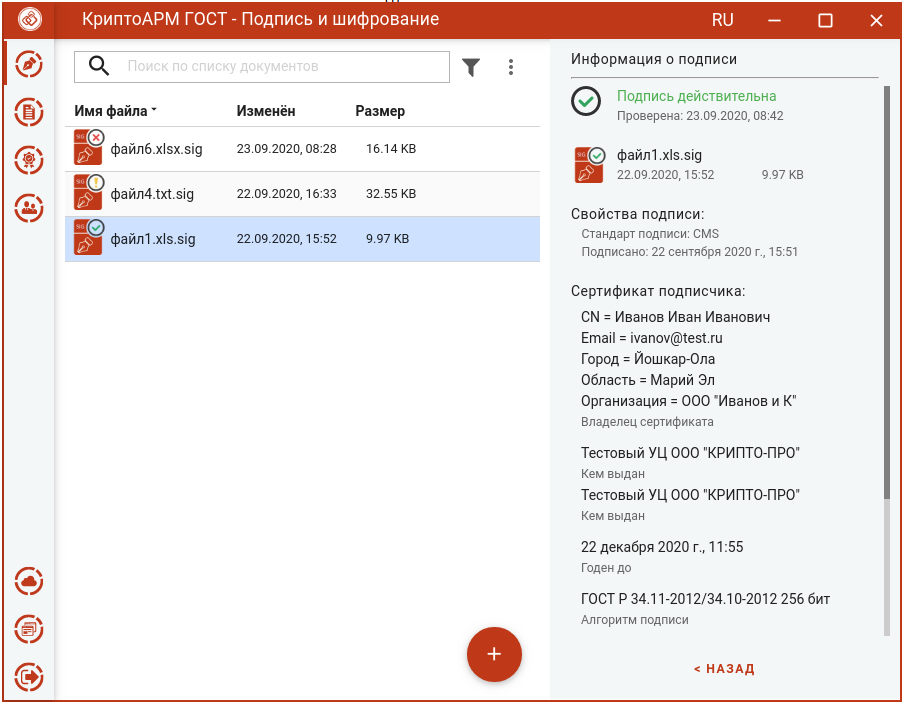 КриптоАРМ ГОСТ - Подпись и шифрование
RU
Поиск по списку документов
Имя файла
Изменён
Размер
файл6.xlsx.sig
23.09.2020, 08:28
16.14 KB
файл4.txt.sig
22.09.2020, 16:33
32.55 KB
файл1.xls.sig
22.09.2020, 15:52
9.97 KB
Информация о подписи
Подпись действительна
Проверена: 23.09.2020, 08:42
файл1.xls.sig
22.09.2020, 15:52
9.97 KB
Свойства подписи:
Стандарт подписи: CMS
Подписано: 22 сентября 2020 г., 15:51
Сертификат подписчика:
CN = Иванов Иван Иванович
Email = ivanov@test.ru
Город = Йошкар-Ола
Область = Марий Эл
Организация = ООО "Иванов и К"
Владелец сертификата
Тестовый УЦ ООО "КРИПТО-ПРО"
Кем выдан
Тестовый УЦ ООО "КРИПТО-ПРО"
Кем выдан
22 декабря 2020 г., 11:55
Годен до
ГОСТ Р 34.11-2012/34.10-2012 256 бит
Алгоритм подписи
< НАЗАД